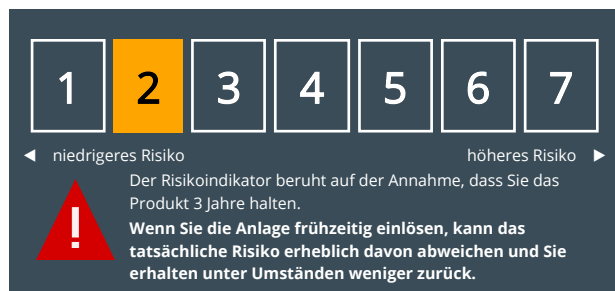 1 2 3 4 5 6 7
◄ niedrigeres Risiko höheres Risiko ►
Der Risikoindikator beruht auf der Annahme, dass Sie das
Produkt 3 Jahre halten.
!
Wenn Sie die Anlage frühzeitig einlösen, kann das
tatsächliche Risiko erheblich davon abweichen und Sie
erhalten unter Umständen weniger zurück.